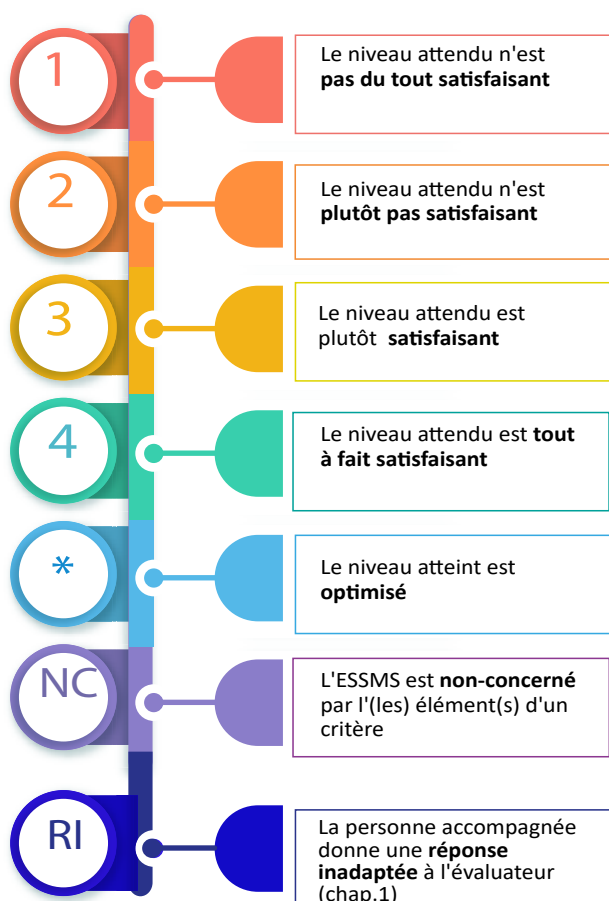 1
Le niveau attendu n'est
pas du tout satisfaisant
2
Le niveau attendu n'est
plutôt pas satisfaisant
3
Le niveau attendu est
plutôt satisfaisant
4
Le niveau attendu est tout
à fait satisfaisant
*
Le niveau atteint est
optimisé
NC
L'ESSMS est non-concerné
par l'(les) élément(s) d'un
critère
RI
La personne accompagnée
donne une réponse
inadaptée à l'évaluateur
(chap.1)